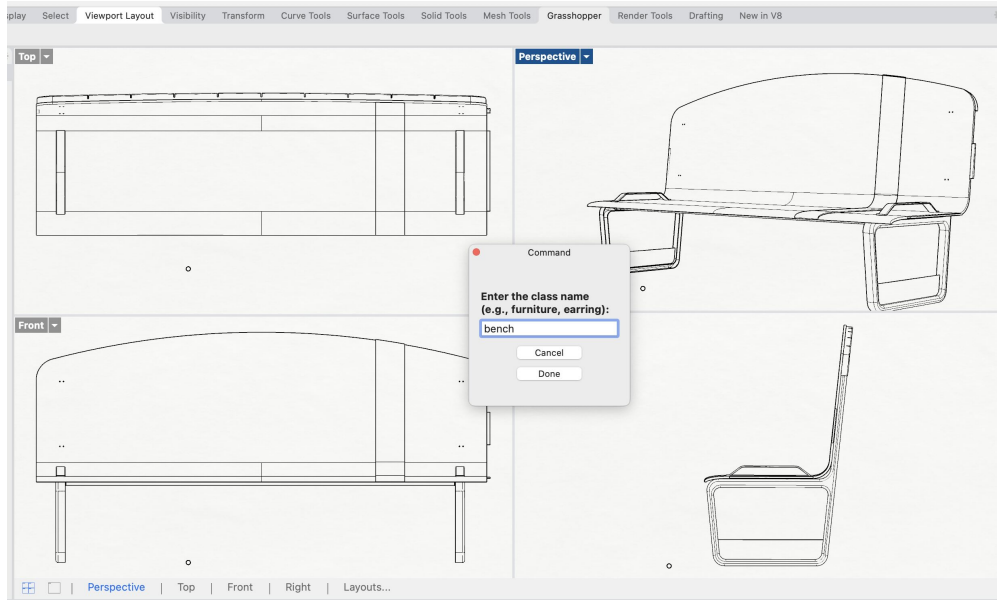 Select Viewport Layout Visibility Transform Curve Tools Surface Tools Solid Tools Mesh Tools Grasshopper Render Tools Drafting New in V8
Top
Perspective
Command
Enter the class name
(e.g., furniture, earring):
bench
Cancel
Done
Front
Perspective | Top | Front | Right | Layouts...